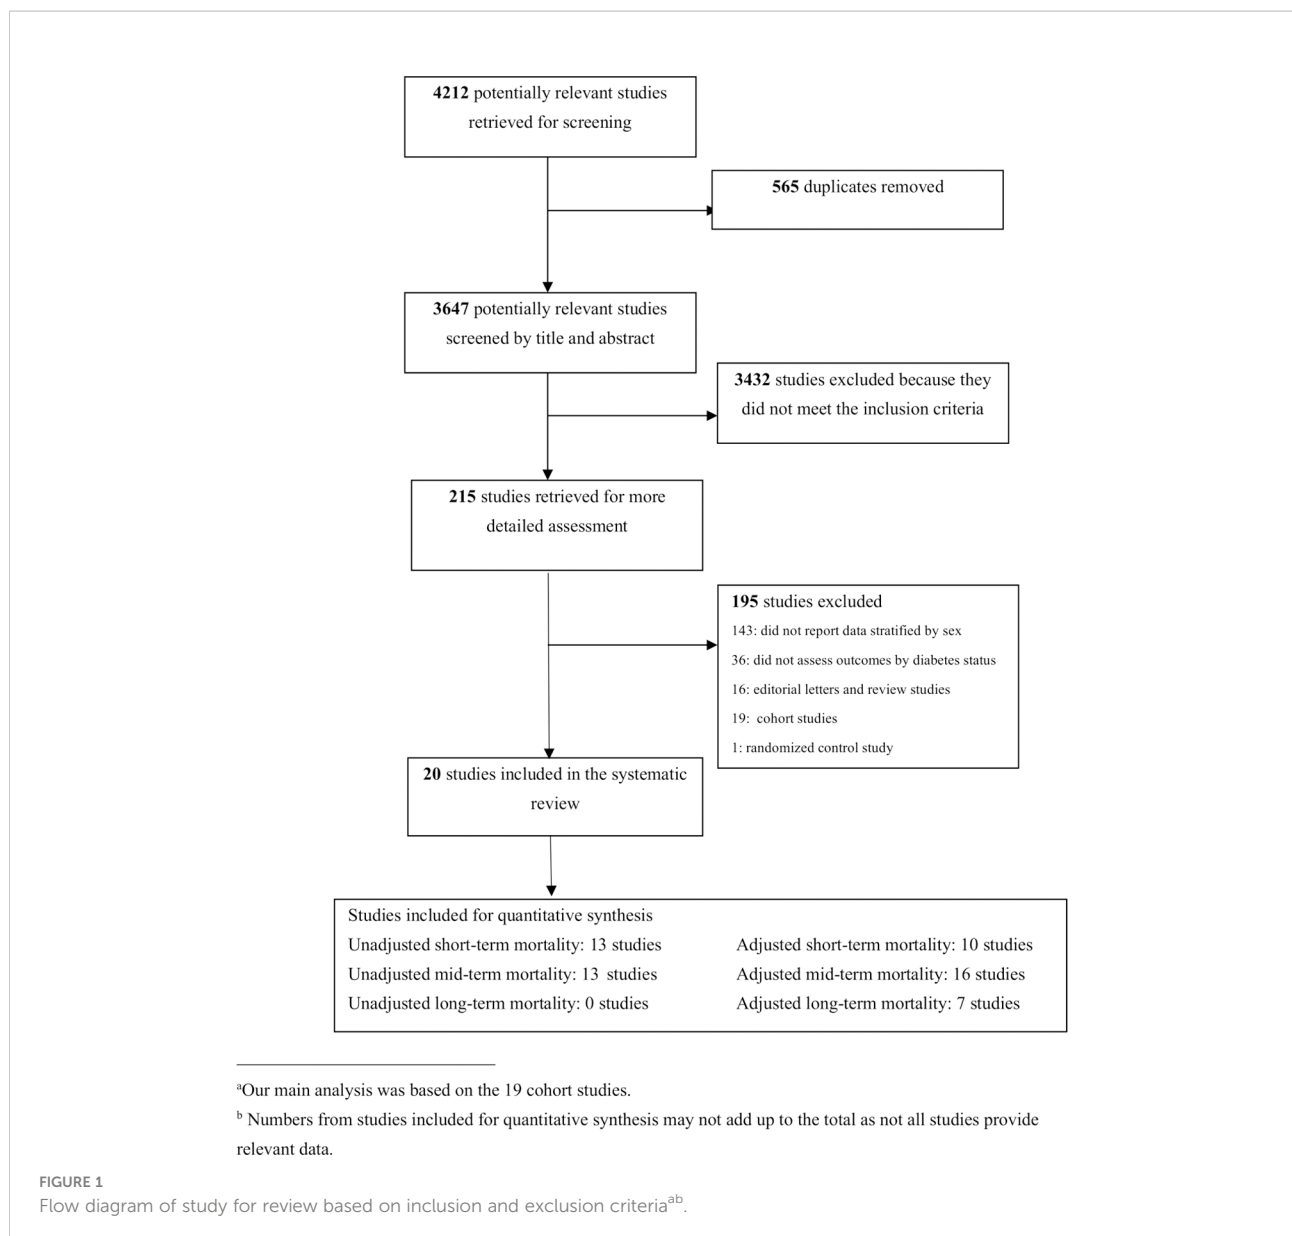 4212 potentially relevant studies
retrieved for screening
565 duplicates removed
3647 potentially relevant studies
screened by title and abstract
3432 studies excluded because they
did not meet the inclusion criteria
215 studies retrieved for more
detailed assessment
195 studies excluded
143: did not report data stratified by sex
36: did not assess outcomes by diabetes status
16: editorial letters and review studies
19: cohort studies
1: randomized control study
20 studies included in the systematic
review
Studies included for quantitative synthesis
Unadjusted short-term mortality: 13 studies
Adjusted short-term mortality: 10 studies
Unadjusted mid-term mortality: 13 studies
Adjusted mid-term mortality: 16 studies
Unadjusted long-term mortality: 0 studies
Adjusted long-term mortality: 7 studies
aOur main analysis was based on the 19 cohort studies.
b Numbers from studies included for quantitative synthesis may not add up to the total as not all studies provide
relevant data.
FIGURE 1
Flow diagram of study for review based on inclusion and exclusion criteriaab.